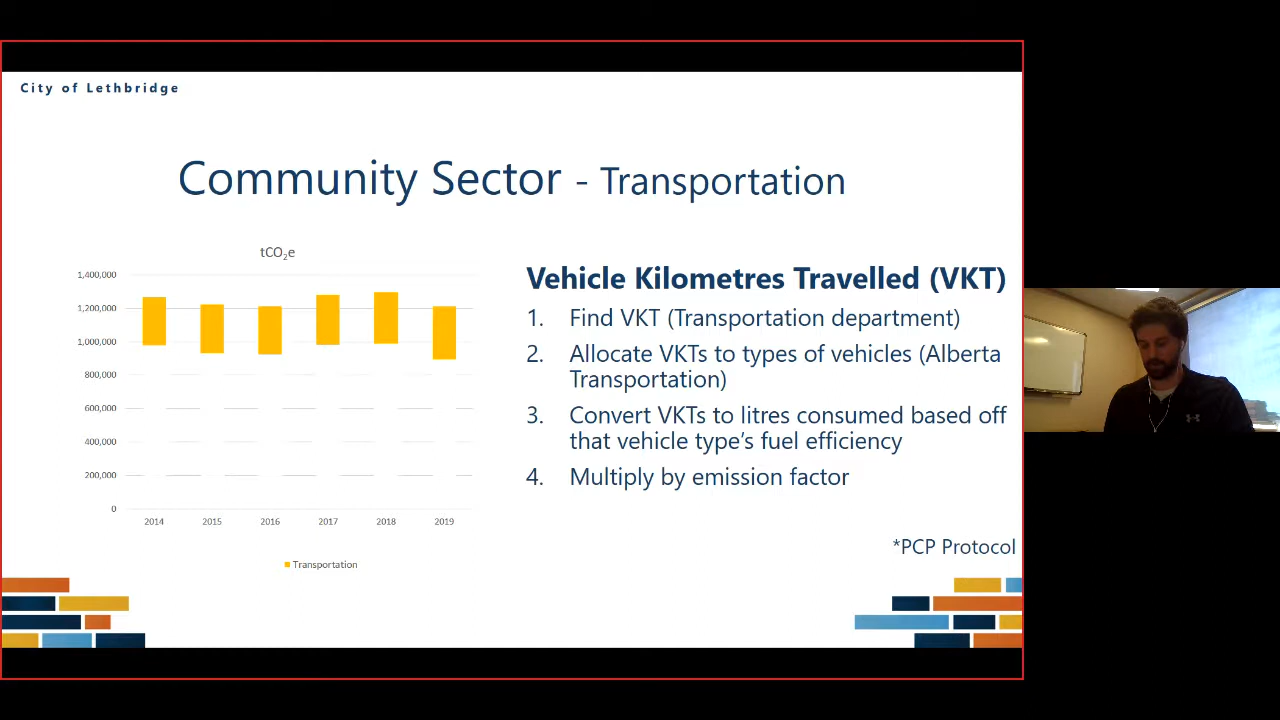 City of Lethbridge
Community Sector - Transportation
tCO₂e
1,400,000
1,200,000
1,000,000
800,000
600,000
400,000
200,000
0
2014 2015 2016 2017 2018 2019
Transportation
Vehicle Kilometres Travelled (VKT)
1. Find VKT (Transportation department)
2. Allocate VKTs to types of vehicles (Alberta
Transportation)
3. Convert VKTs to litres consumed based off
that vehicle type's fuel efficiency
4. Multiply by emission factor
*PCP Protocol